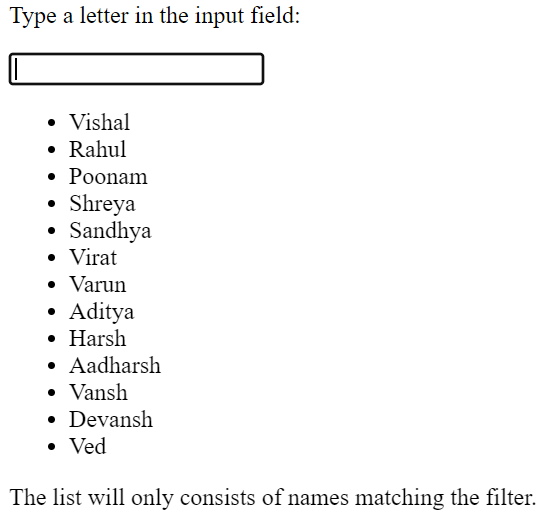 Type a letter in the input field:
Vishal
Rahul
Poonam
Shreya
Sandhya
Virat
Varun
Aditya
Harsh
Aadharsh
Vansh
Devansh
Ved
The list will only consists of names matching the filter.